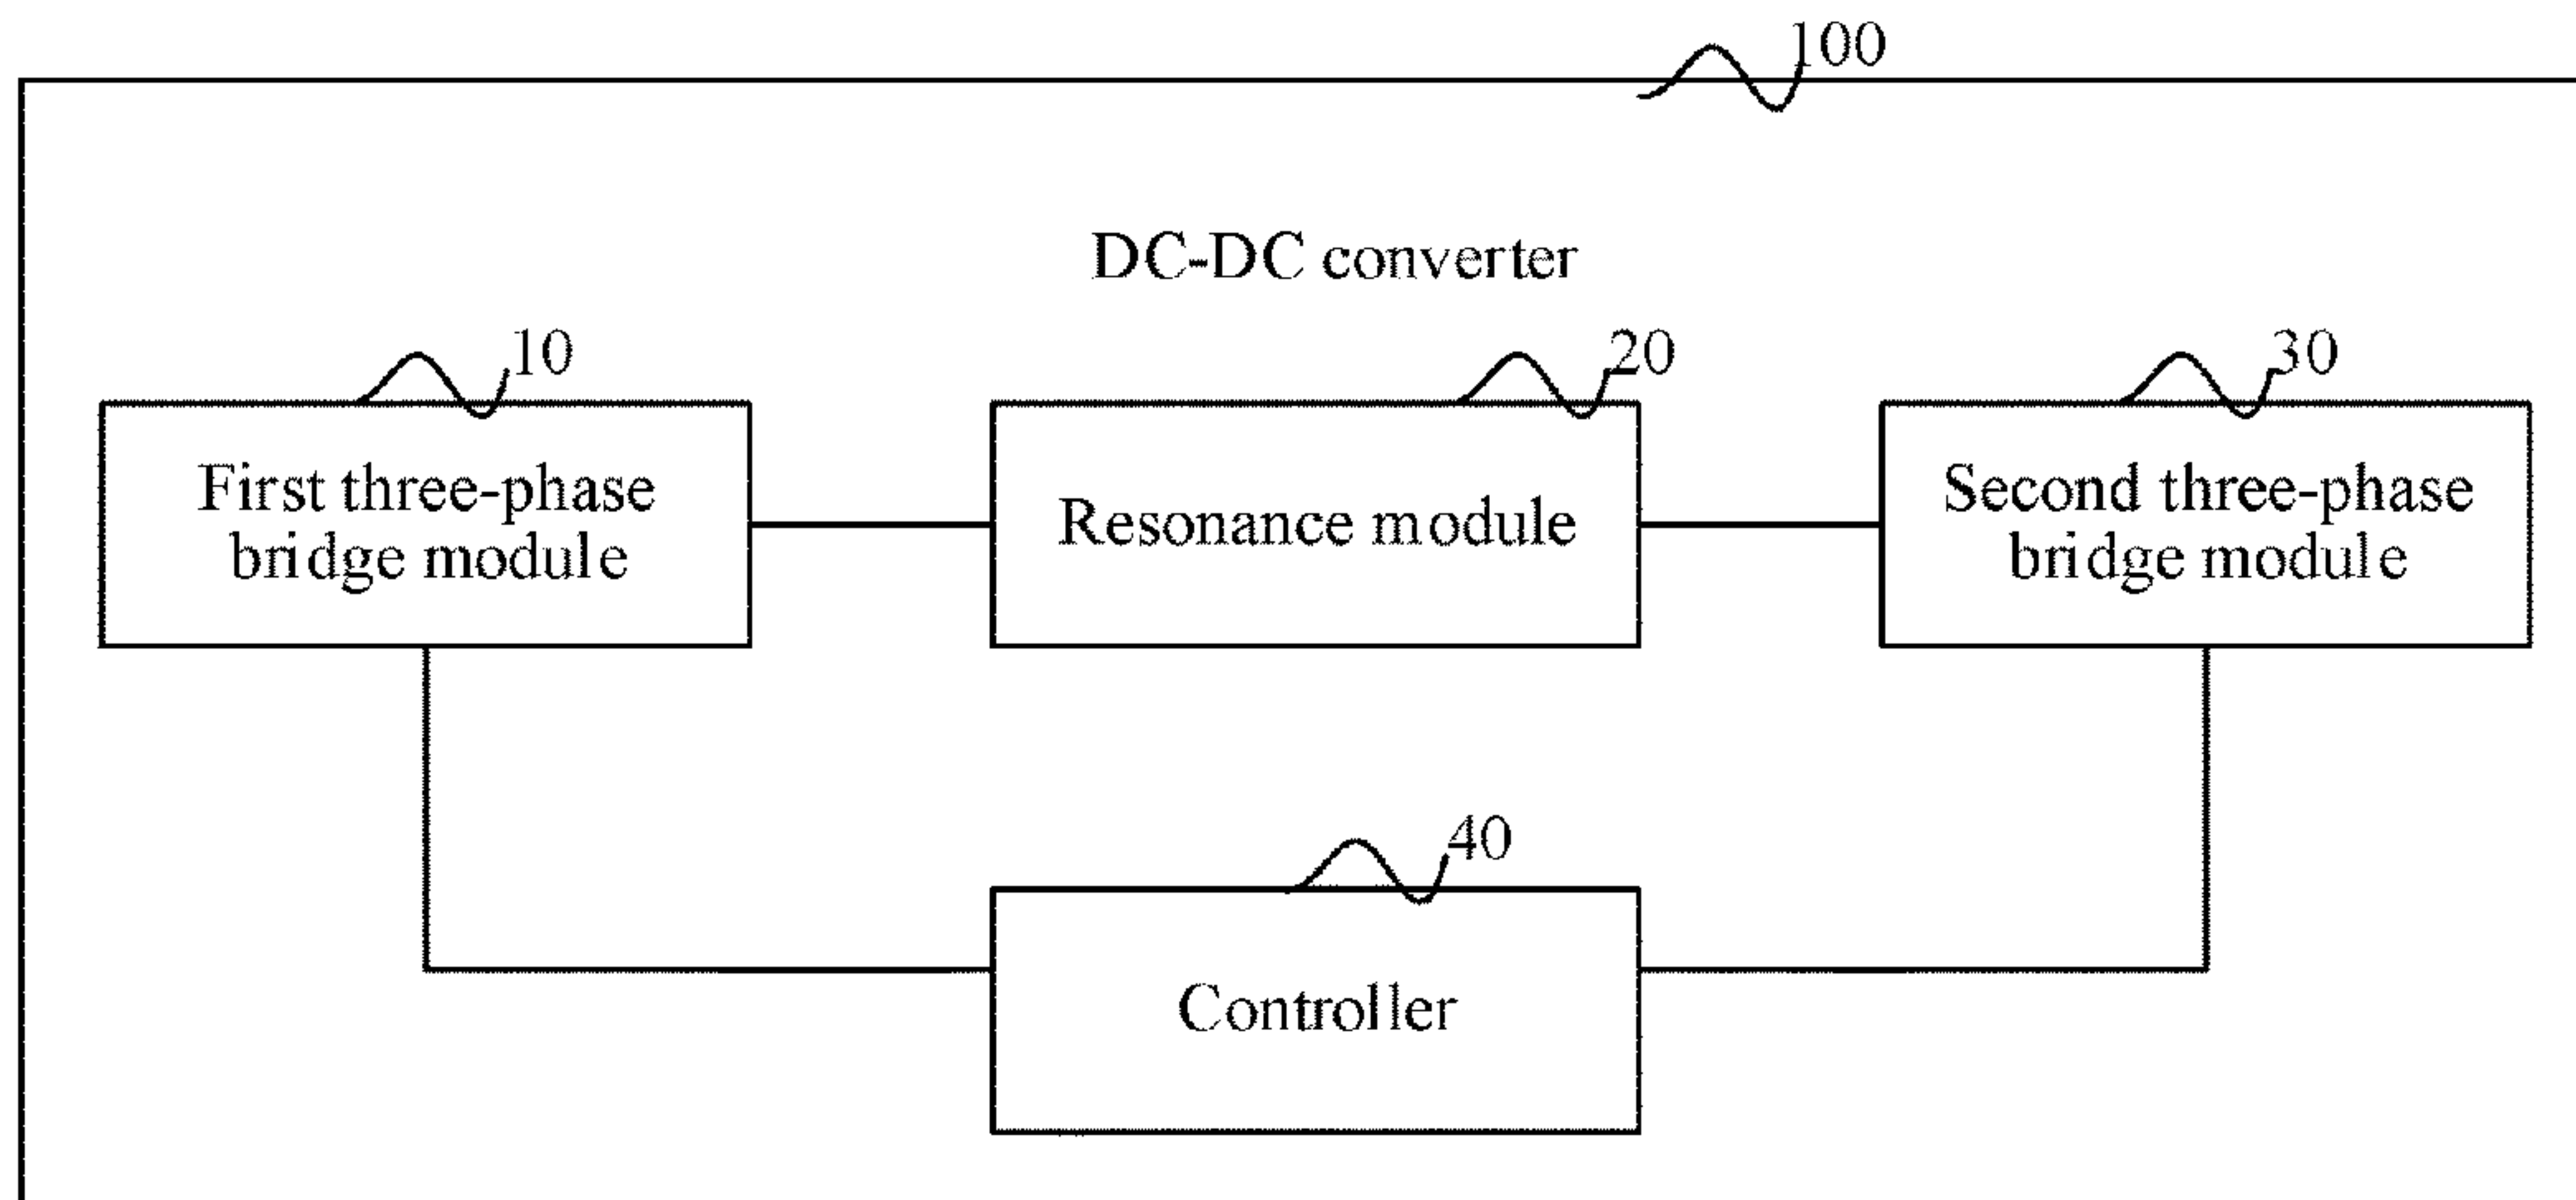 100
DC-DC converter
10
20
30
First three-phase
bridge module
Resonance module
Second three-phase
bridge module
40
Controller